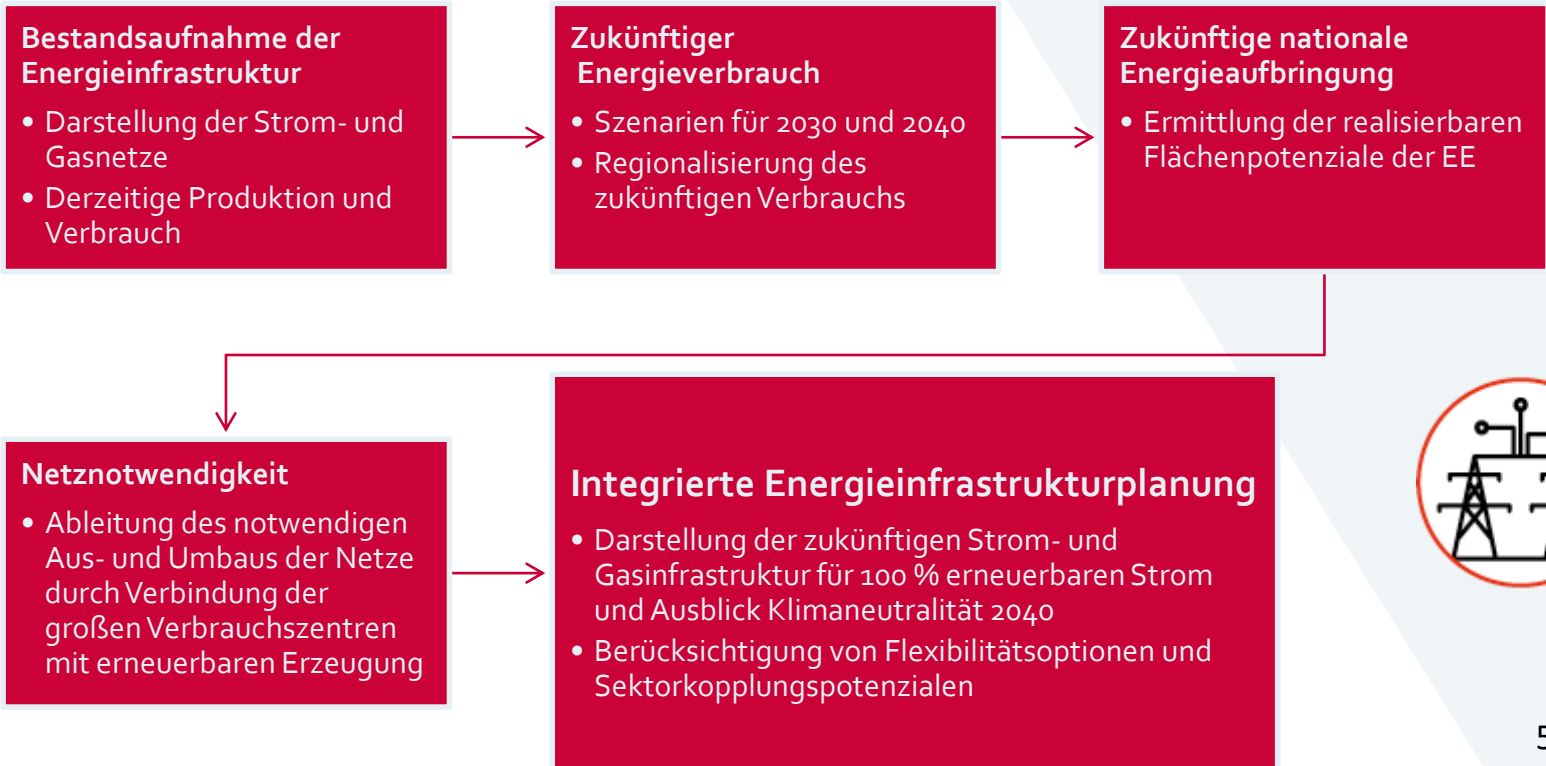 Bestandsaufnahme der
Energieinfrastruktur
• Darstellung der Strom- und
Gasnetze
• Derzeitige Produktion und
Verbrauch
Zukünftiger
Energieverbrauch
• Szenarien für 2030 und 2040
• Regionalisierung des
zukünftigen Verbrauchs
Zukünftige nationale
Energieaufbringung
• Ermittlung der realisierbaren
Flächenpotenziale der EE
Netznotwendigkeit
• Ableitung des notwendigen
Aus- und Umbaus der Netze
durch Verbindung der
großen Verbrauchszentren
mit erneuerbaren Erzeugung
Integrierte Energieinfrastrukturplanung
• Darstellung der zukünftigen Strom- und
Gasinfrastruktur für 100 % erneuerbaren Strom
und Ausblick Klimaneutralität 2040
• Berücksichtigung von Flexibilitätsoptionen und
Sektorkopplungspotenzialen
5